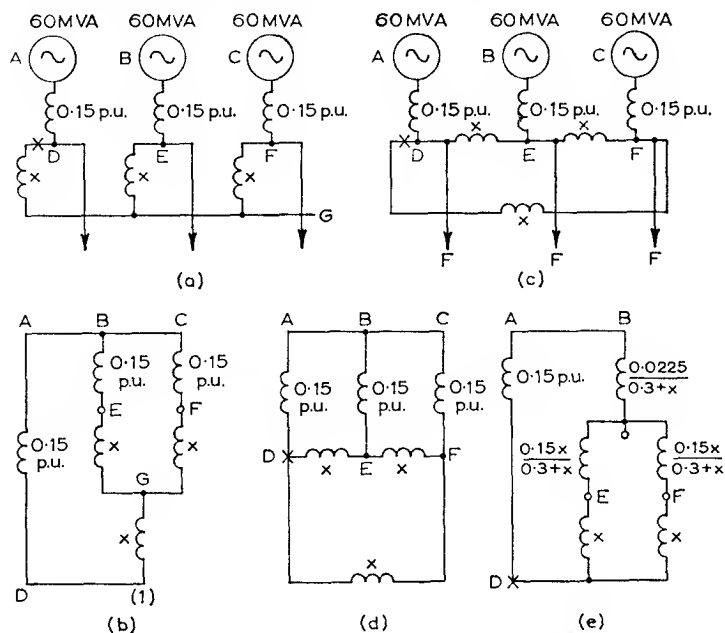 60MVA 60MVA 60MVA
A B C
0·15 p.u. 0·15 p.u. 0·15 p.u.
× D E F
x x x
G
(a)
60MVA 60MVA 60MVA
A B C
0·15 p.u. 0·15 p.u. 0·15 p.u.
× D x E x F
x
F F F
(c)
A B C
0·15 p.u. 0·15 p.u.
E F
0·15 p.u.
x x
G
x
D (1)
(b)
A B C
0·15 p.u. 0·15 p.u. 0·15 p.u.
D × x E x F
x
(d)
A B
0·15 p.u. 0·0225
0·3+x
0·15x 0·15x
0·3+x 0·3+x
E F
x x
D ×
(e)